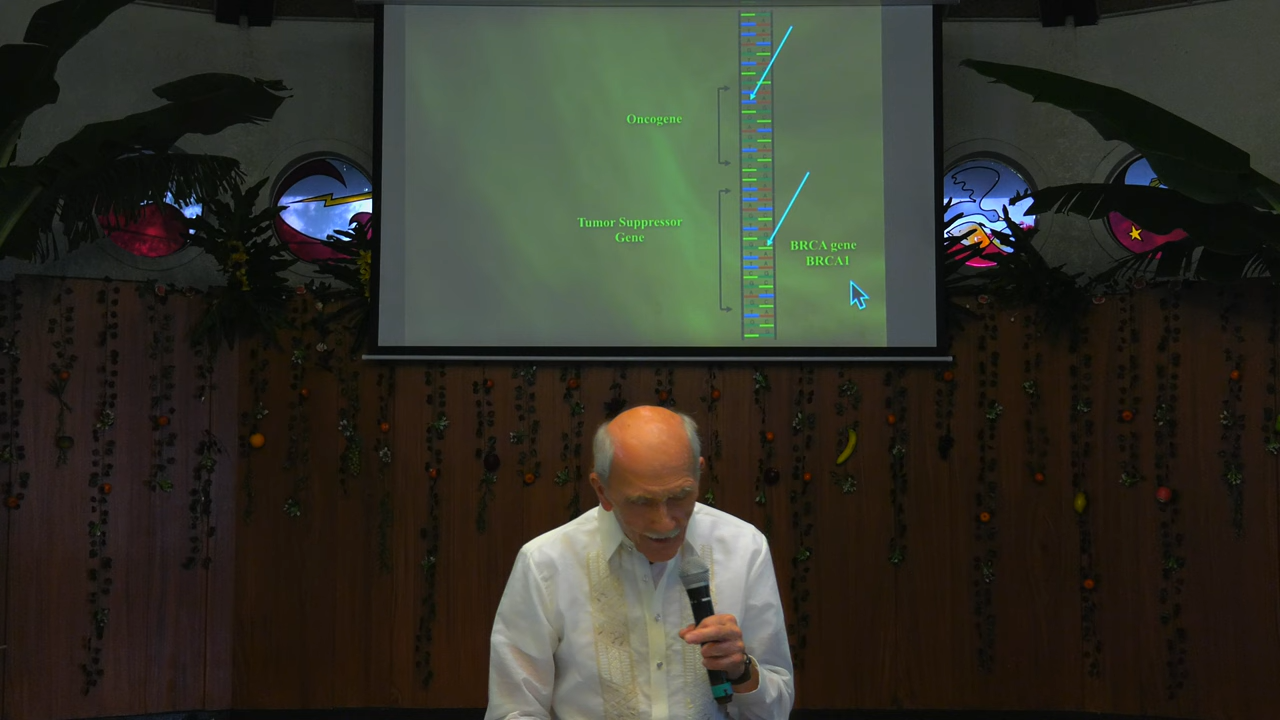 Oncogene
Tumor Suppressor
Gene
BRCA gene
BRCA1